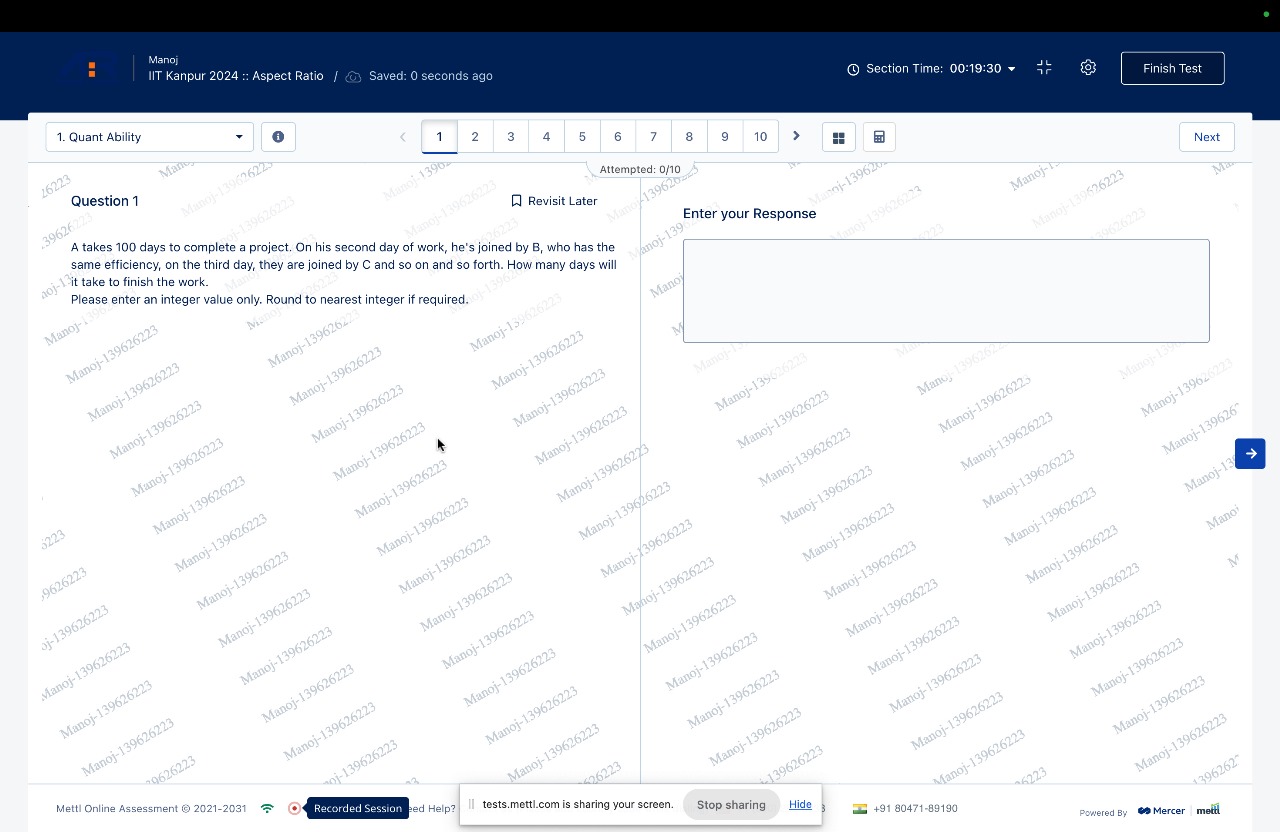 Manoj
IIT Kanpur 2024 :: Aspect Ratio / Saved: 0 seconds ago
Section Time: 00:19:30
Finish Test
1. Quant Ability
1 2 3 4 5 6 7 8 9 10
Next
Attempted: 0/10
Question 1
Revisit Later
A takes 100 days to complete a project. On his second day of work, he's joined by B, who has the
same efficiency, on the third day, they are joined by C and so on and so forth. How many days will
it take to finish the work.
Please enter an integer value only. Round to nearest integer if required.
Enter your Response
Manoj-139626223
Mettl Online Assessment © 2021-2031
Recorded Session
eed Help?
tests.mettl.com is sharing your screen.
Stop sharing
Hide
+91 80471-89190
Powered By
Mercer
mettl